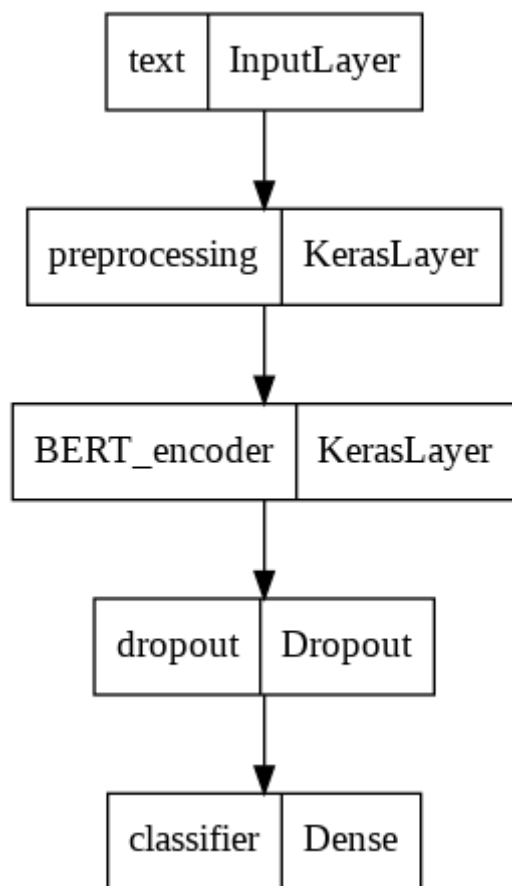 text InputLayer
preprocessing KerasLayer
BERT_encoder KerasLayer
dropout Dropout
classifier Dense